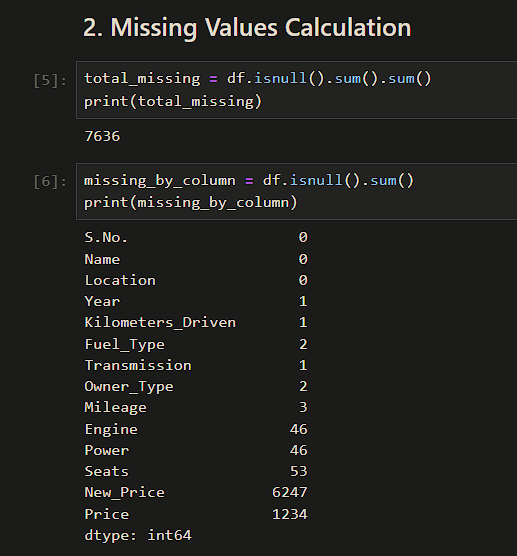 2. Missing Values Calculation
[5]: total_missing = df.isnull().sum().sum()
print(total_missing)
7636
[6]: missing_by_column = df.isnull().sum()
print(missing_by_column)
S.No. 0
Name 0
Location 0
Year 1
Kilometers_Driven 1
Fuel_Type 2
Transmission 1
Owner_Type 2
Mileage 3
Engine 46
Power 46
Seats 53
New_Price 6247
Price 1234
dtype: int64